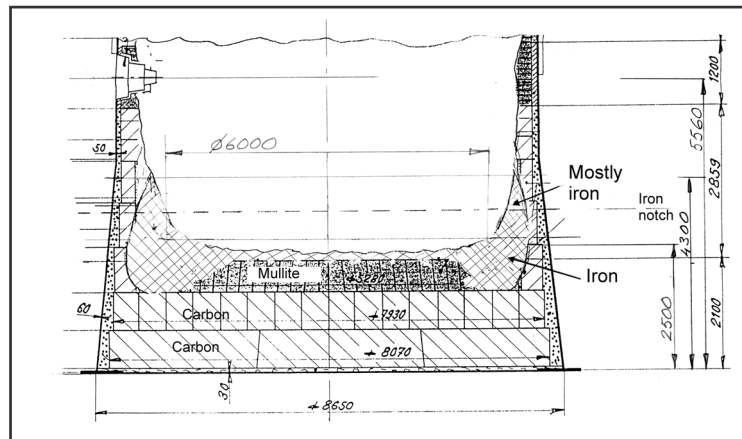 1200
Ø6000
50
5560
Mostly
iron
2859
Iron
notch
4300
Mullite
Iron
60
Carbon
7930
2500
2100
Carbon
8070
30
8650